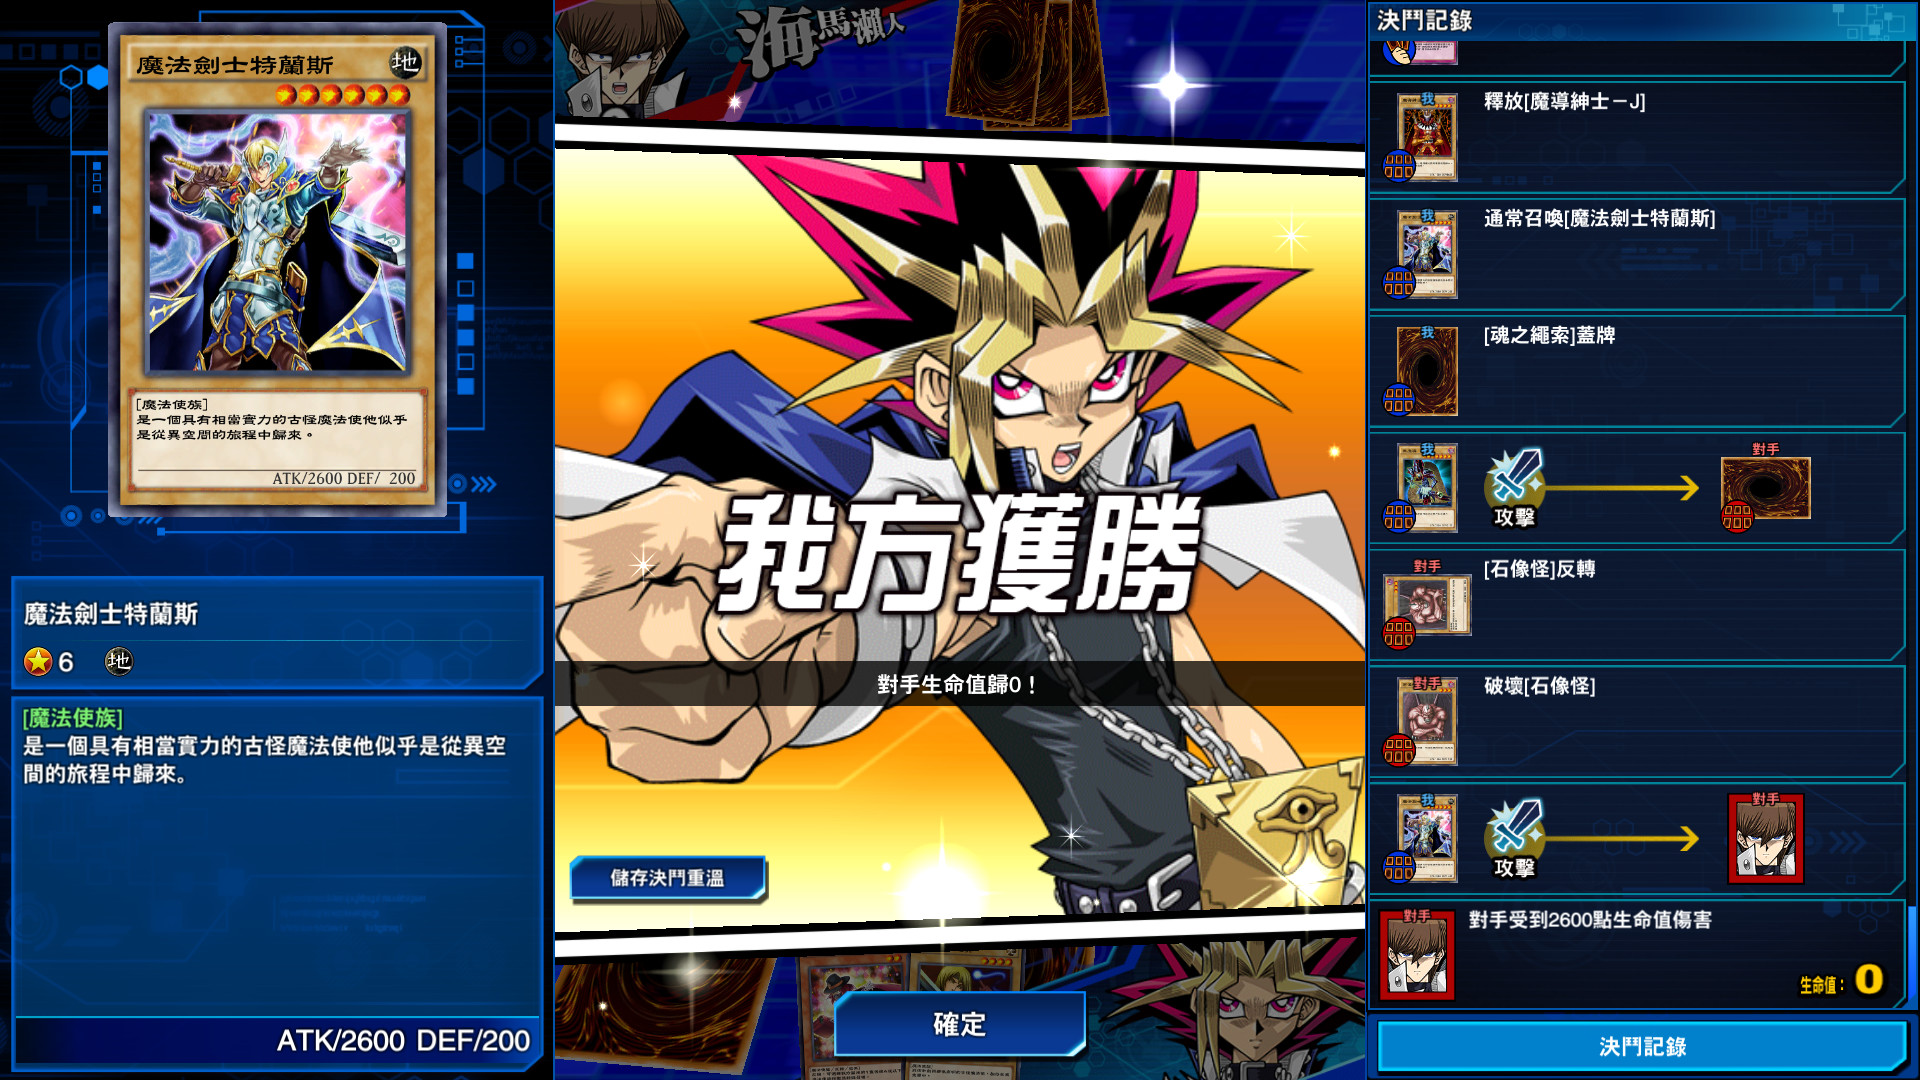 魔法劍士特蘭斯
地
[魔法使族]
是一個具有相當實力的古怪魔法使他似乎
是從異空間的旅程中歸來。
ATK/2600 DEF/ 200
魔法劍士特蘭斯
6 地
[魔法使族]
是一個具有相當實力的古怪魔法使他似乎是從異空
間的旅程中歸來。
ATK/2600 DEF/200
海馬瀨人
我方獲勝
對手生命值歸0！
儲存決鬥重溫
確定
決鬥記錄
我
釋放[魔導紳士－J]
我
通常召喚[魔法劍士特蘭斯]
我
[魂之繩索]蓋牌
我
攻擊
對手
對手
[石像怪]反轉
對手
破壞[石像怪]
我
攻擊
對手
對手
對手受到2600點生命值傷害
生命值：0
決鬥記錄